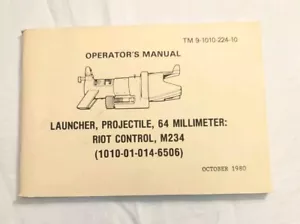 TM 9-1010-224-10
OPERATOR'S MANUAL
LAUNCHER, PROJECTILE, 64 MILLIMETER:
RIOT CONTROL, M234
(1010-01-014-6506)
OCTOBER 1980